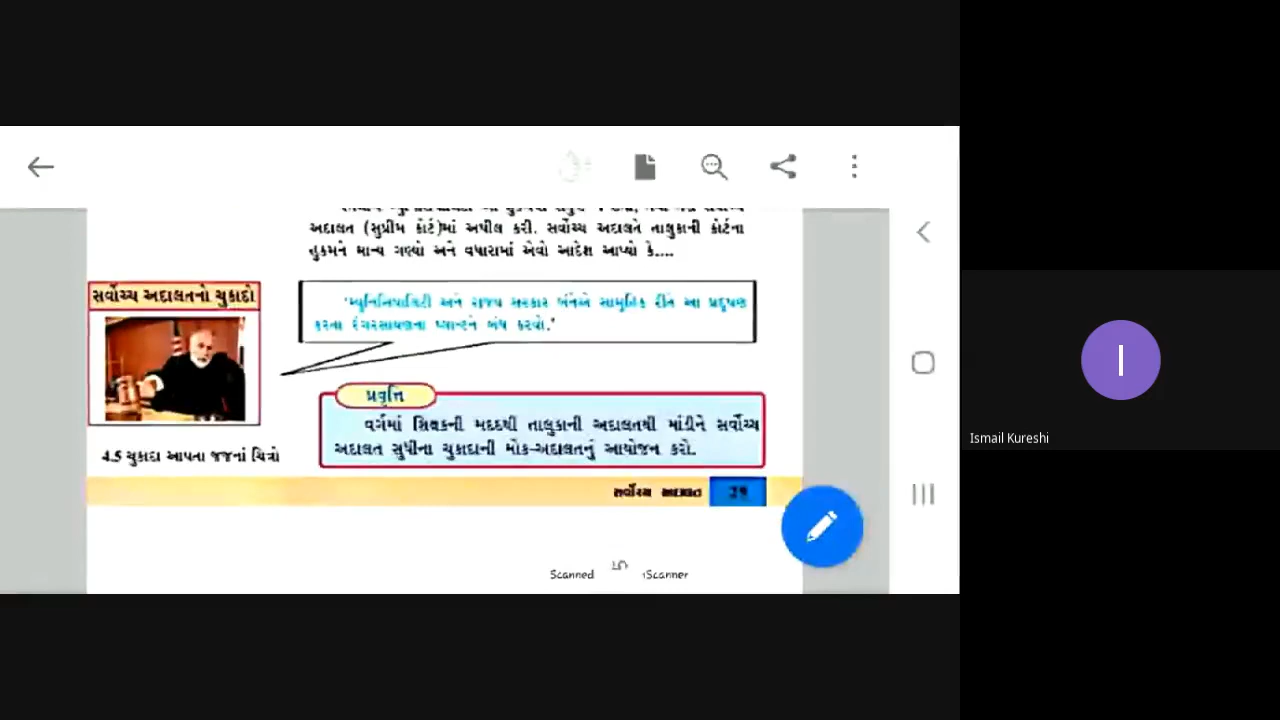 અદાલત (સુપ્રીમ કોર્ટ)માં અપીલ કરી. સર્વોચ્ચ અદાલતે તાલુકાની કોર્ટના
હુકમને માન્ય ગણ્યો અને વધારામાં એવો આદેશ આપ્યો કે....
સર્વોચ્ચ અદાલતનો ચુકાદો
'મ્યુનિસિપાલિટી અને રાજ્ય સરકાર બંનેએ સામૂહિક રીતે આ પ્રદૂષણ
કરતા રંગરસાયણના પ્લાન્ટને બંધ કરવો.'
પ્રવૃત્તિ
વર્ગમાં શિક્ષકની મદદથી તાલુકાની અદાલતથી માંડીને સર્વોચ્ચ
અદાલત સુધીના ચુકાદાની મોક-અદાલતનું આયોજન કરો.
4.5 ચુકાદા આપતા જજનાં ચિત્રો
સર્વોચ્ચ અદાલત
Scanned
Scanner
I
Ismail Kureshi